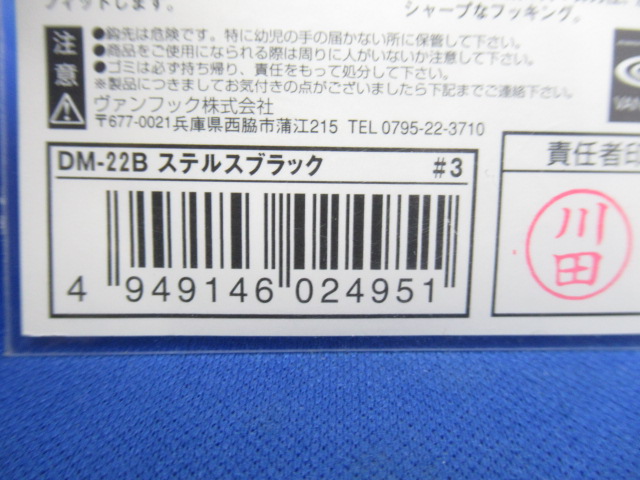 フィットします。
シャープなフッキング。
注意
●鈎先は危険です。特に幼児の手の届かない所に保管して下さい。
●商品をご使用になられる際は周りに人がいないか注意して下さい。
●ゴミは必ず持ち帰り、責任をもって処分して下さい。
※製品につきましてお気付きの点がございましたら下記までご連絡
ヴァンフック株式会社
〒677-0021兵庫県西脇市蒲江215 TEL 0795-22-3710
DM-22B ステルスブラック #3
4 949146 024951
責任者印
川田